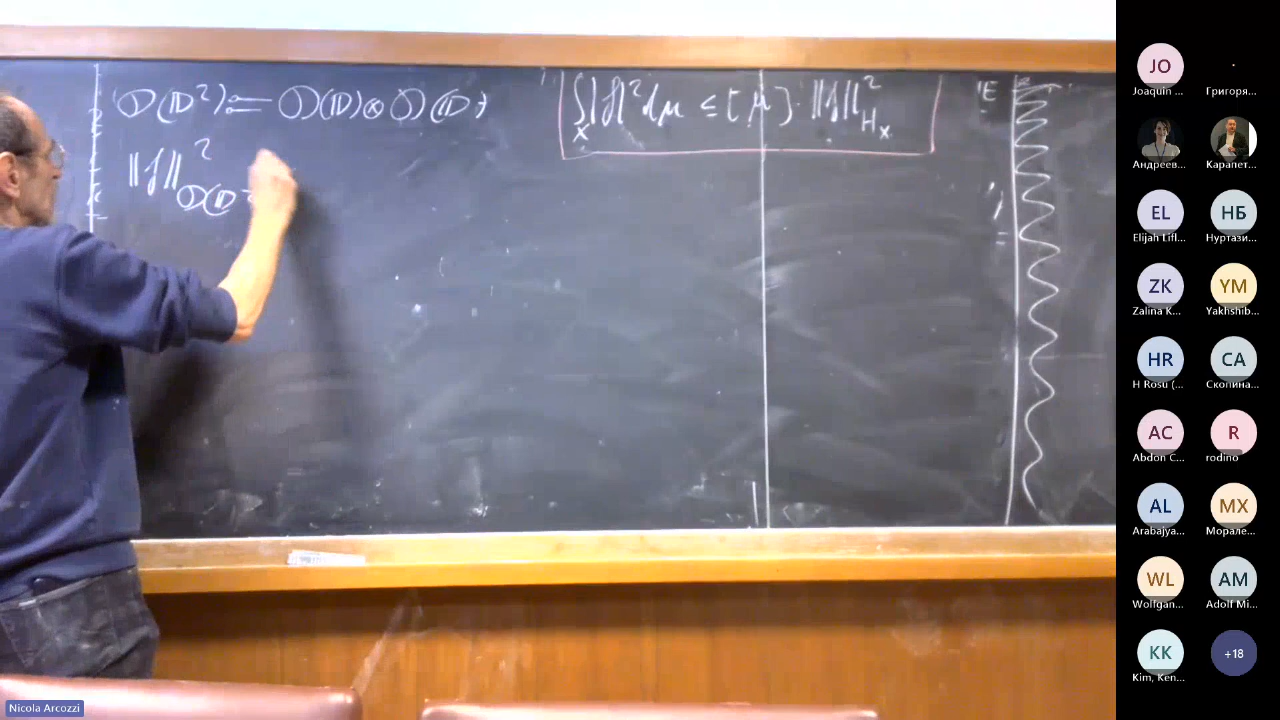 𝒟(𝔻²) ⇌ 𝒟(𝔻) ⊗ 𝒟(𝔻)
‖f‖²_𝒟(𝔻²
∫_X |f|² dμ ≤ [μ] · ‖f‖²_{H_X}
E
JO
Joaquin ...
Григоря...
Андреев...
Карапет...
EL
Elijah Lifl...
НБ
Нуртази...
ZK
Zalina K...
YM
Yakhshib...
HR
H Rosu (...
CA
Скопина...
AC
Abdon C...
R
rodino
AL
Arabajya...
MX
Морале...
WL
Wolfgan...
AM
Adolf Mi...
KK
Kim, Ken...
+18
Nicola Arcozzi